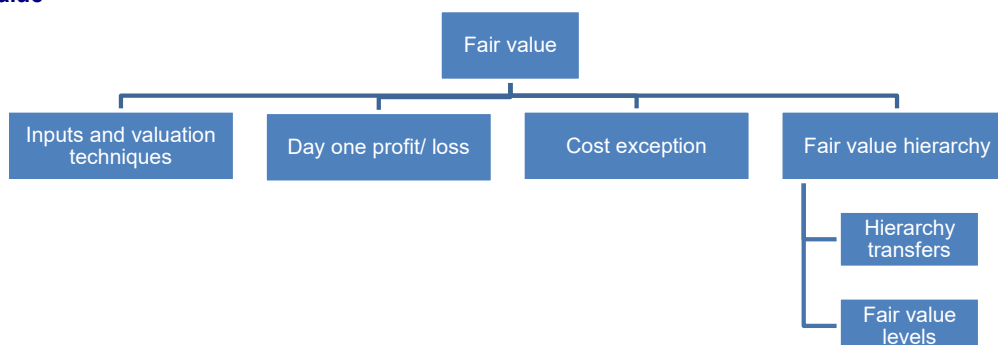 Fair value
Inputs and valuation
techniques
Day one profit/ loss
Cost exception
Fair value hierarchy
Hierarchy
transfers
Fair value
levels